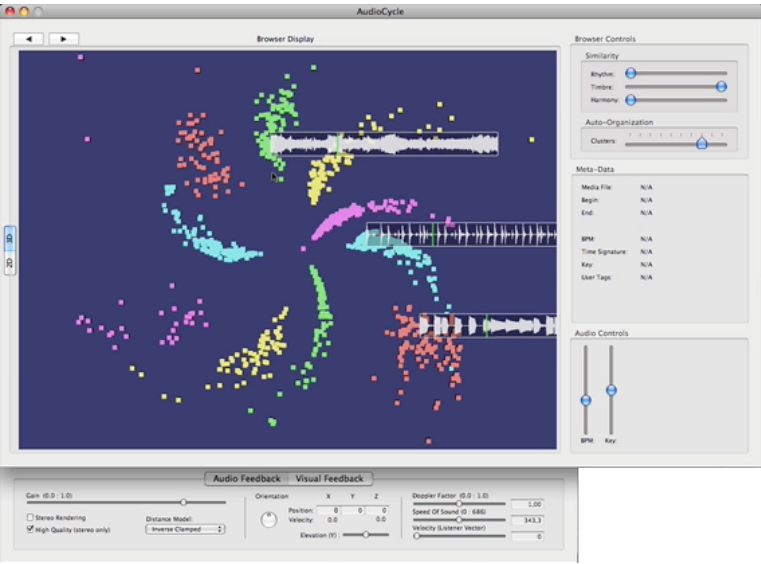 AudioCycle
Browser Display
Browser Controls
Similarity
Rhythm:
Timbre:
Harmony:
Auto-Organization
Clusters:
Meta-Data
Media File: N/A
Begin: N/A
End: N/A
BPM: N/A
Time Signature: N/A
Key: N/A
User Tags: N/A
3D
2D
Audio Controls
BPM Key:
Audio Feedback Visual Feedback
Gain (0.0 : 1.0)
Stereo Rendering
High Quality (stereo only)
Distance Model:
Inverse Clamped
Orientation X Y Z
Position: 0 0 0
Velocity: 0.0 0.0
Elevation (Y) :
Doppler Factor (0.0 : 1.0)
1,00
Speed Of Sound (0 : 686)
343,3
Velocity (Listener Vector)
0